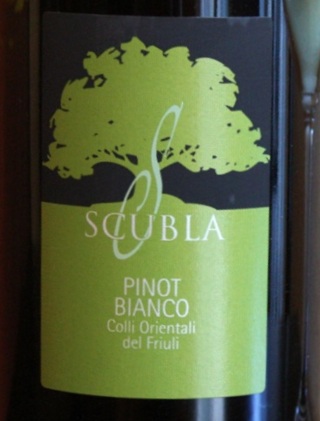 S
SCUBLA
PINOT
BIANCO
Colli Orientali
del Friuli